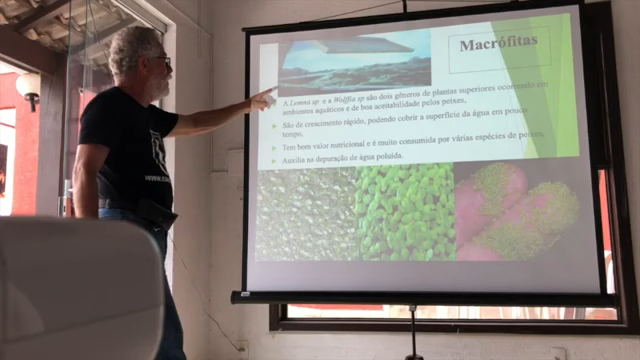 Macrófitas
A Lemna sp e a Wolffia sp são dois gêneros de plantas superiores ocorrendo em
ambientes aquáticos e de boa aceitabilidade pelos peixes,
São de crescimento rápido, podendo cobrir a superfície da água em pouco
tempo,
Tem bom valor nutricional e é muito consumida por várias espécies de peixes,
Auxilia na depuração de água poluída.